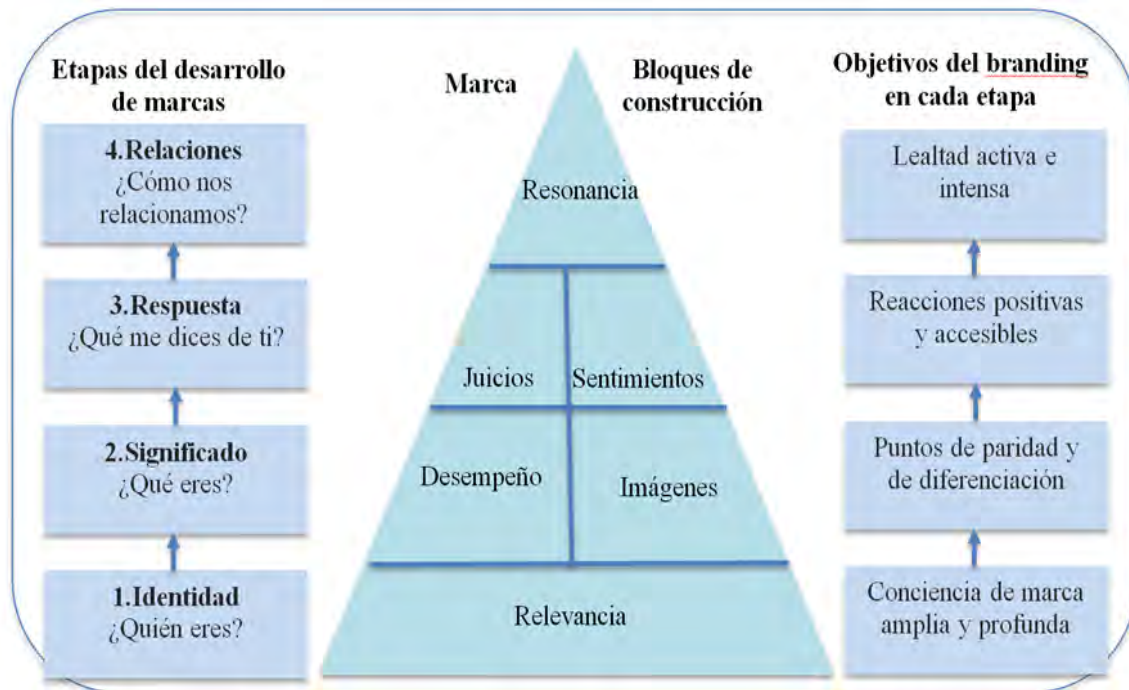 Etapas del desarrollo
de marcas
4.Relaciones
¿Cómo nos
relacionamos?
3.Respuesta
¿Qué me dices de ti?
2.Significado
¿Qué eres?
1.Identidad
¿Quién eres?
Marca
Bloques de
construcción
Resonancia
Juicios
Sentimientos
Desempeño
Imágenes
Relevancia
Objetivos del branding
en cada etapa
Lealtad activa e
intensa
Reacciones positivas
y accesibles
Puntos de paridad y
de diferenciación
Conciencia de marca
amplia y profunda